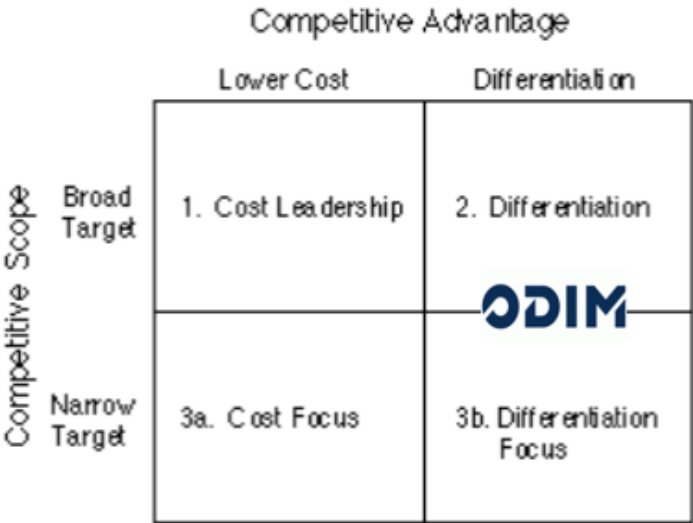 Competitive Advantage
Lower Cost
Differentiation
Competitive Scope
Broad
Target
1. Cost Leadership
2. Differentiation
ODIM
Narrow
Target
3a. Cost Focus
3b. Differentiation
Focus